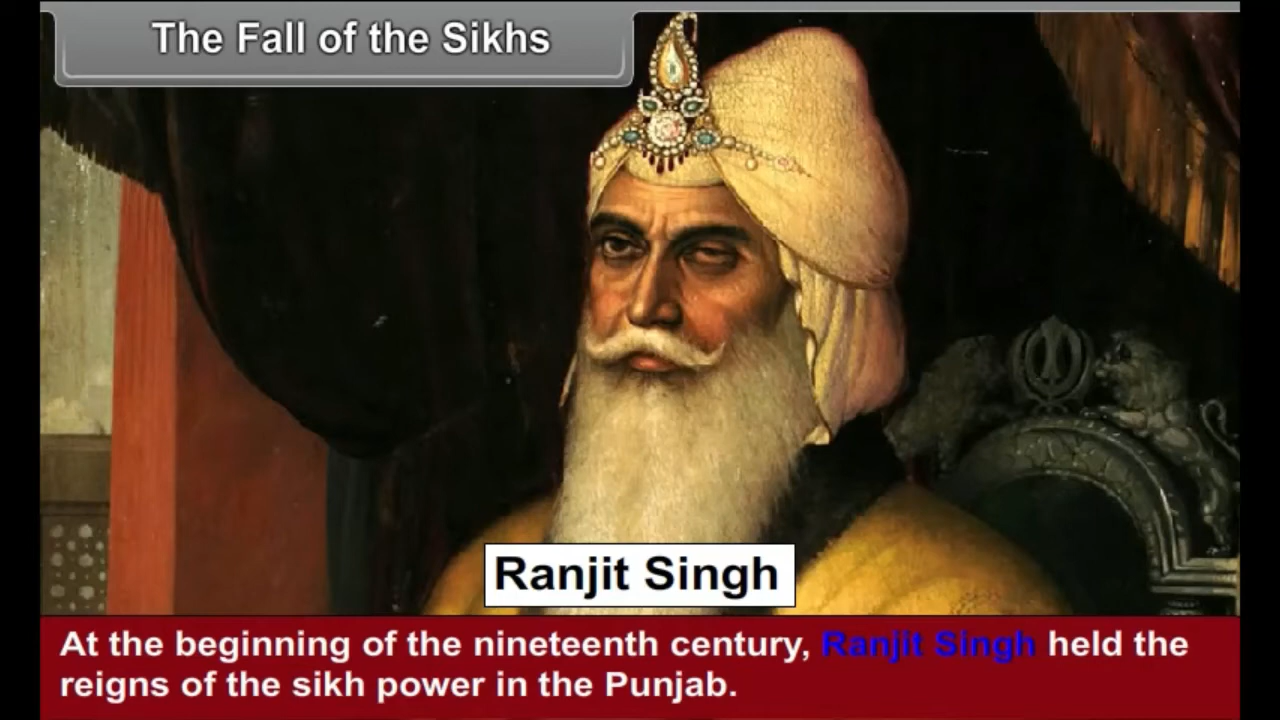 The Fall of the Sikhs
Ranjit Singh
At the beginning of the nineteenth century, Ranjit Singh held the
reigns of the sikh power in the Punjab.